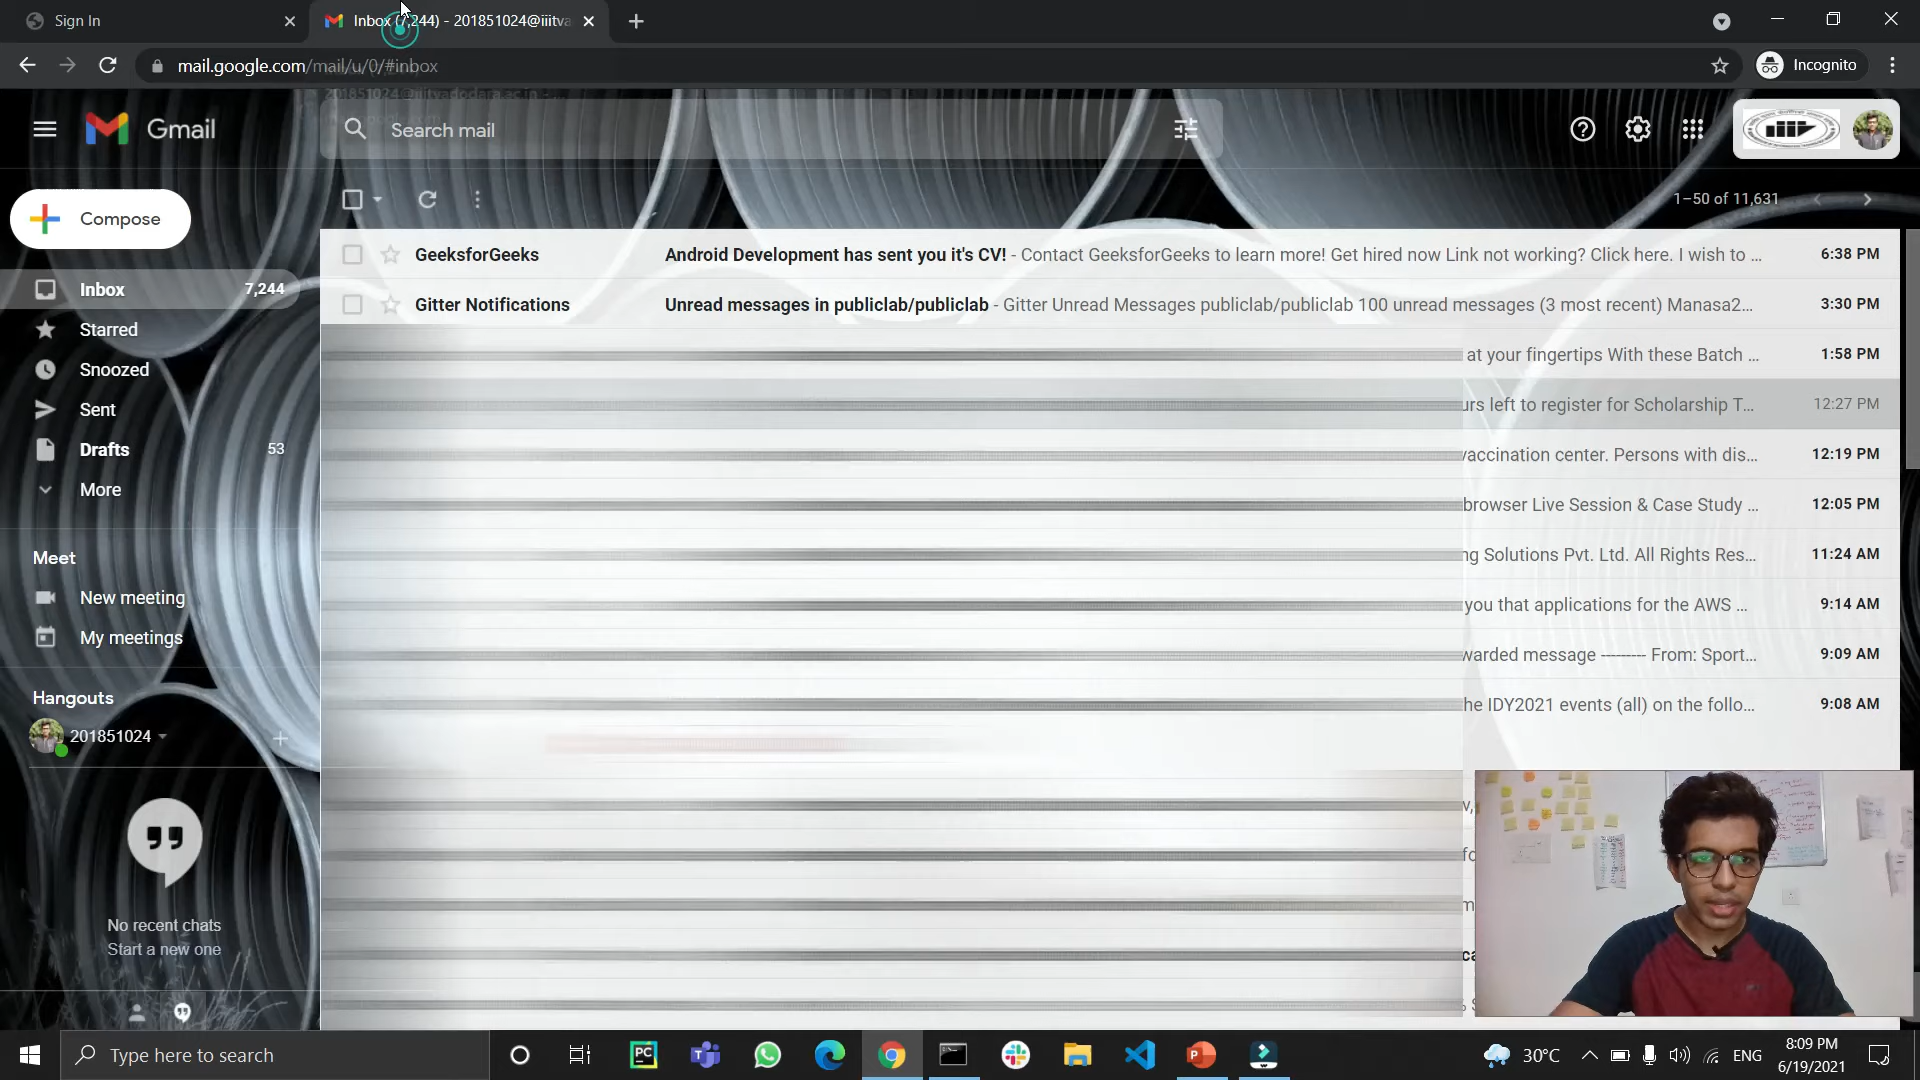 Sign In
Inbox (7,244) - 201851024@iiitva
mail.google.com/mail/u/0/#inbox
Incognito
201851024@iiitvadodara.ac.in - ...
Gmail
Search mail
Compose
1–50 of 11,631
GeeksforGeeks Android Development has sent you it's CV! - Contact GeeksforGeeks to learn more! Get hired now Link not working? Click here. I wish to ... 6:38 PM
Inbox 7,244
Gitter Notifications Unread messages in publiclab/publiclab - Gitter Unread Messages publiclab/publiclab 100 unread messages (3 most recent) Manasa2... 3:30 PM
Starred
at your fingertips With these Batch ... 1:58 PM
Snoozed
urs left to register for Scholarship T... 12:27 PM
Sent
Drafts 53
vaccination center. Persons with dis... 12:19 PM
More
browser Live Session & Case Study ... 12:05 PM
Meet
ng Solutions Pvt. Ltd. All Rights Res... 11:24 AM
New meeting
you that applications for the AWS ... 9:14 AM
My meetings
warded message --------- From: Sport... 9:09 AM
Hangouts
he IDY2021 events (all) on the follo... 9:08 AM
201851024
No recent chats
Start a new one
Type here to search
30°C
ENG
8:09 PM
6/19/2021